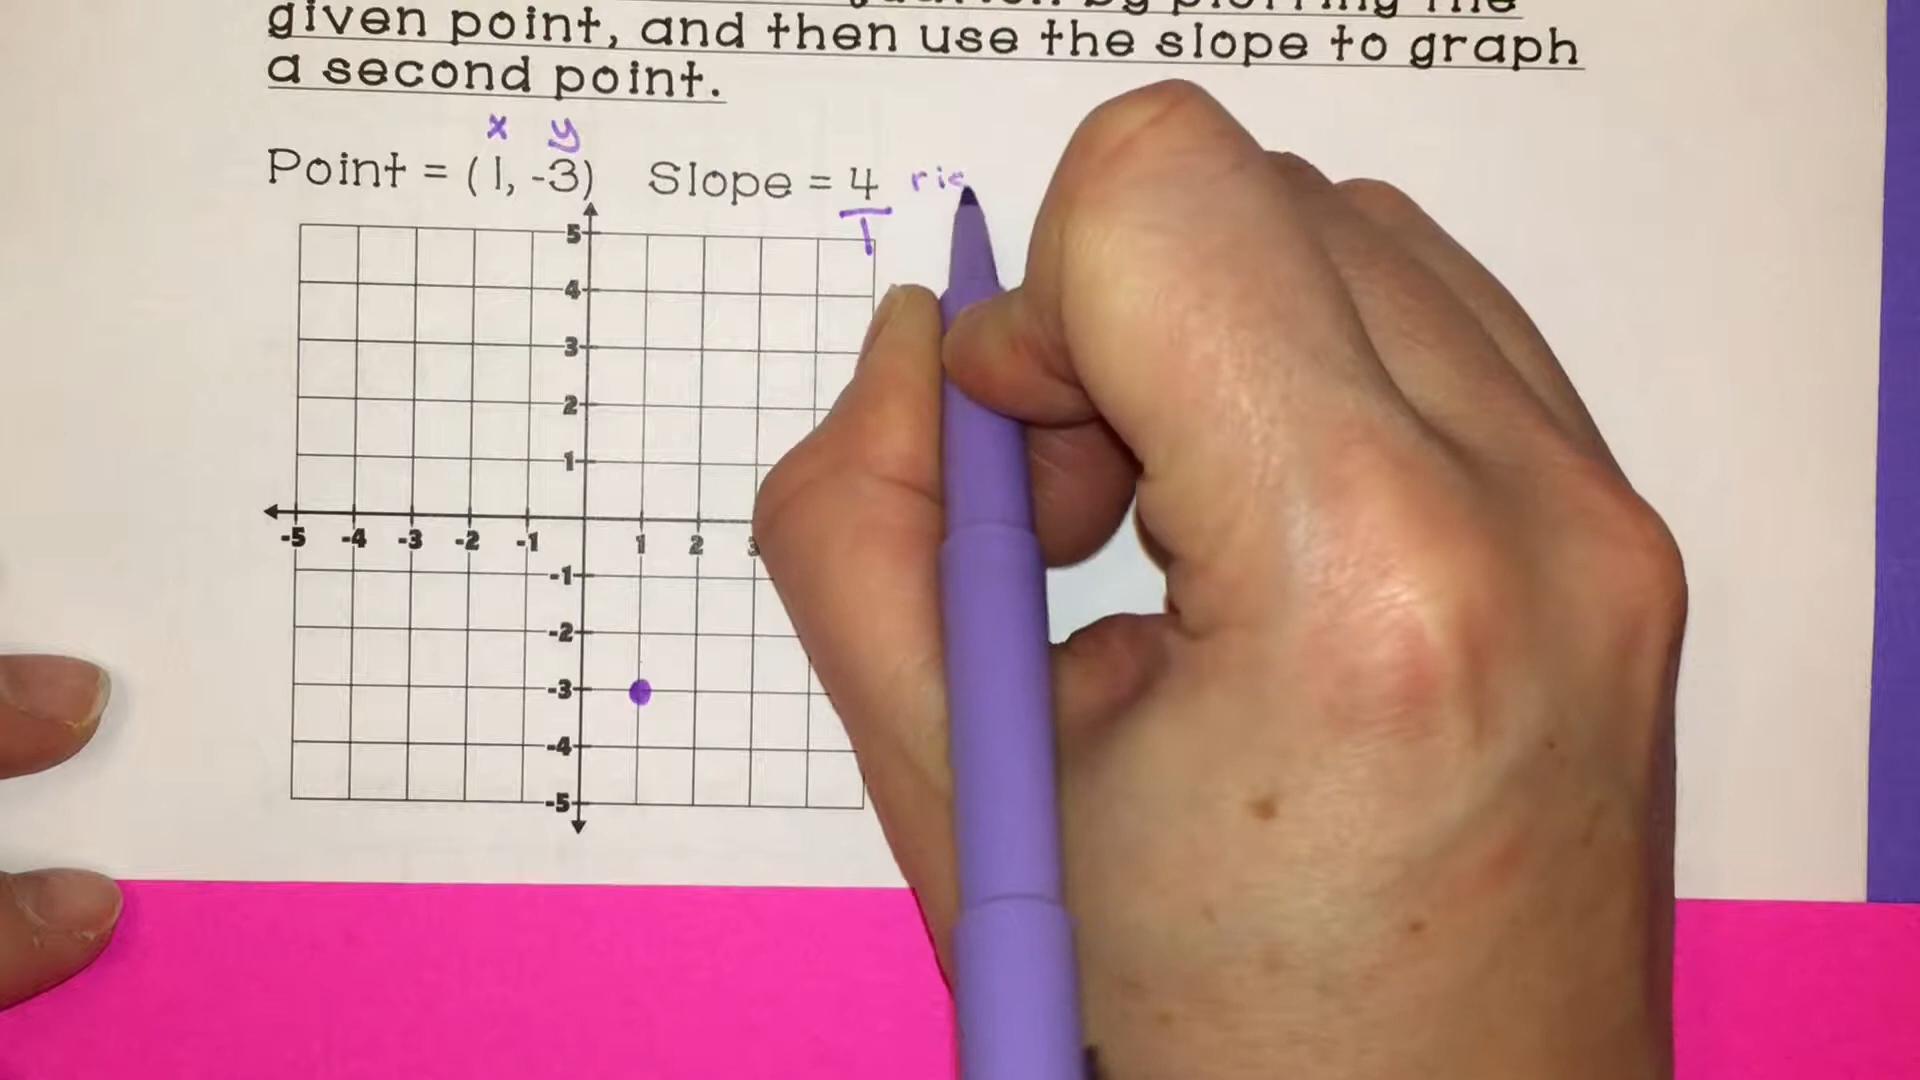 given point, and then use the slope to graph
a second point.
x y
Point = (1, -3) Slope = 4
1
5
4
3
2
1
-5 -4 -3 -2 -1 1 2 3
-1
-2
-3
-4
-5